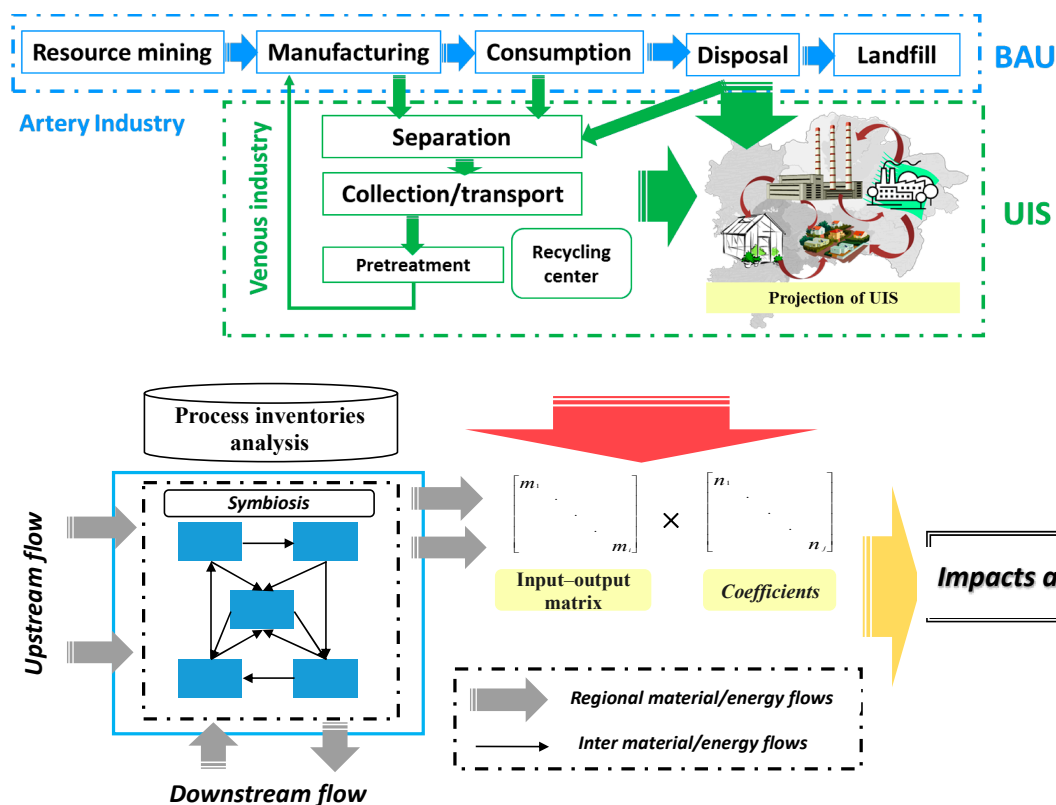 Resource mining
Manufacturing
Consumption
Disposal
Landfill
BAU
Artery Industry
Venous industry
Separation
Collection/transport
Pretreatment
Recycling
center
Projection of UIS
UIS
Process inventories
analysis
Symbiosis
Upstream flow
Downstream flow
m₁
m
×
n₁
n
Input–output
matrix
Coefficients
Impacts a
Regional material/energy flows
Inter material/energy flows